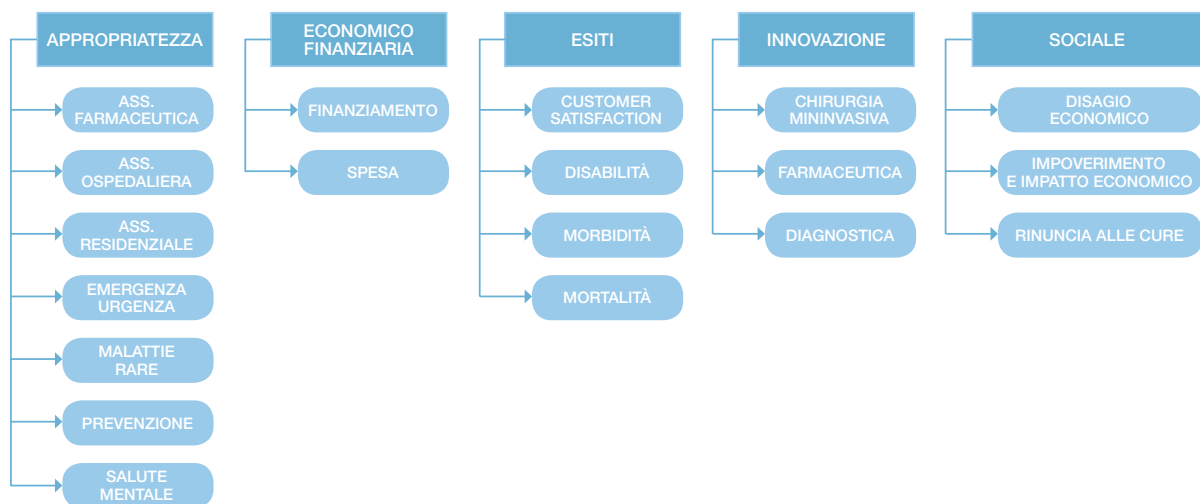 APPROPRIATEZZA
ASS.
FARMACEUTICA
ASS.
OSPEDALIERA
ASS.
RESIDENZIALE
EMERGENZA
URGENZA
MALATTIE
RARE
PREVENZIONE
SALUTE
MENTALE
ECONOMICO
FINANZIARIA
FINANZIAMENTO
SPESA
ESITI
CUSTOMER
SATISFACTION
DISABILITÀ
MORBIDITÀ
MORTALITÀ
INNOVAZIONE
CHIRURGIA
MININVASIVA
FARMACEUTICA
DIAGNOSTICA
SOCIALE
DISAGIO
ECONOMICO
IMPOVERIMENTO
E IMPATTO ECONOMICO
RINUNCIA ALLE CURE